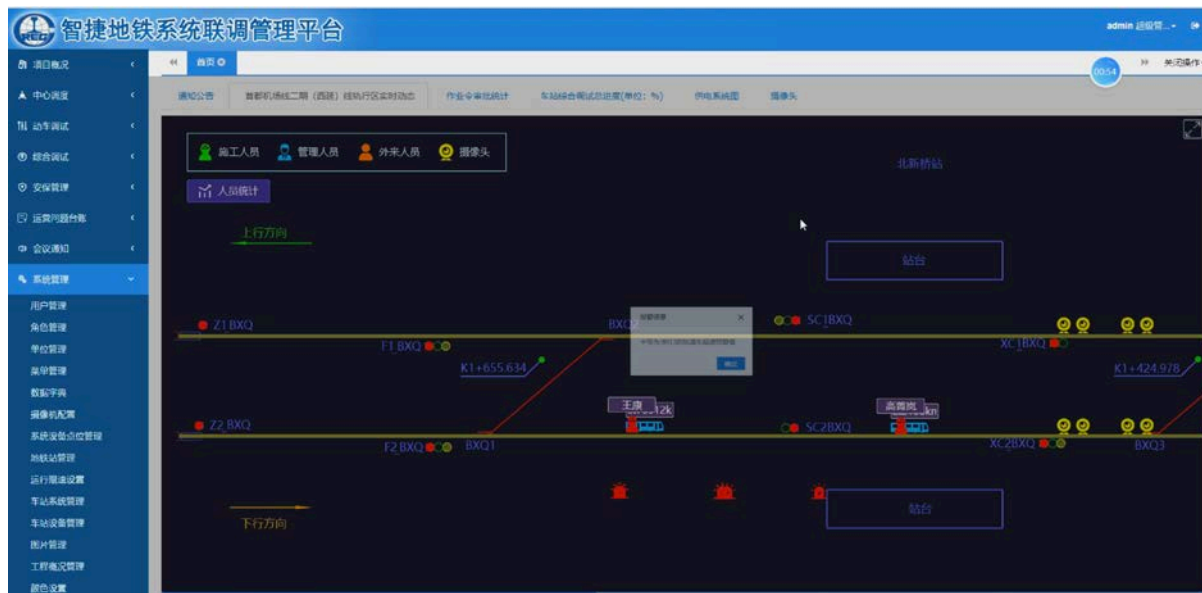 智捷地铁系统联调管理平台
admin 超级管...
项目概况
首页
关闭操作
00:54
中心调度
通知公告 首都机场线二期（西延）线轨行区实时动态 作业令审批统计 车站综合调试总进度(单位：%) 供电系统图 摄像头
动车调试
综合调试
施工人员 管理人员 外来人员 摄像头
北新桥站
安保管理
人员统计
运营问题台账
上行方向
会议通知
站台
系统管理
用户管理
角色管理
单位管理
菜单管理
数据字典
摄像机配置
系统设备点位管理
地铁站管理
运行限速设置
车站系统管理
车站设备管理
图片管理
工程概况管理
颜色设置
Z1 BXQ
SC1BXQ
F1 BXQ
XC1BXQ
K1+655.634
K1+424.978
王康
高菁岚
Z2_BXQ
SC2BXQ
F2_BXQ
BXQ1
XC2BXQ
BXQ3
下行方向
站台